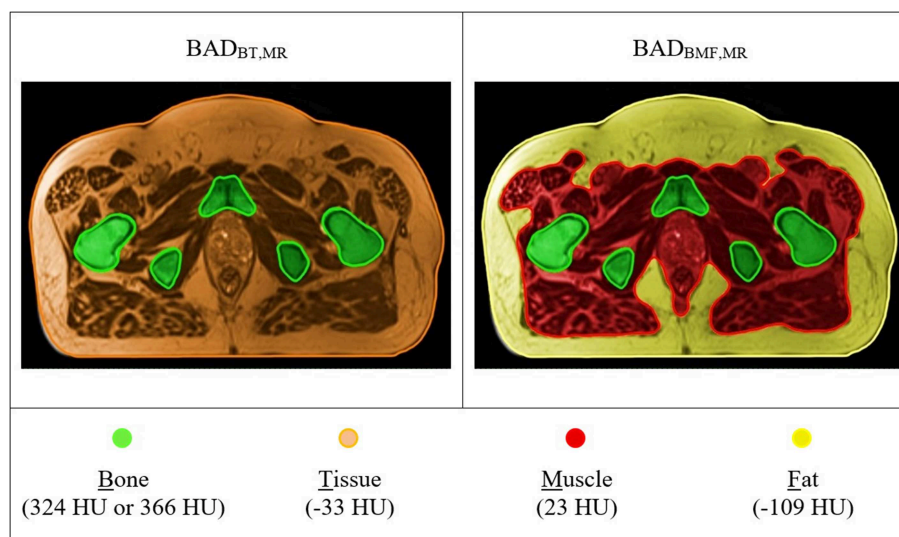 BADBT,MR
BADBMF,MR
Bone
(324 HU or 366 HU)
Tissue
(-33 HU)
Muscle
(23 HU)
Fat
(-109 HU)